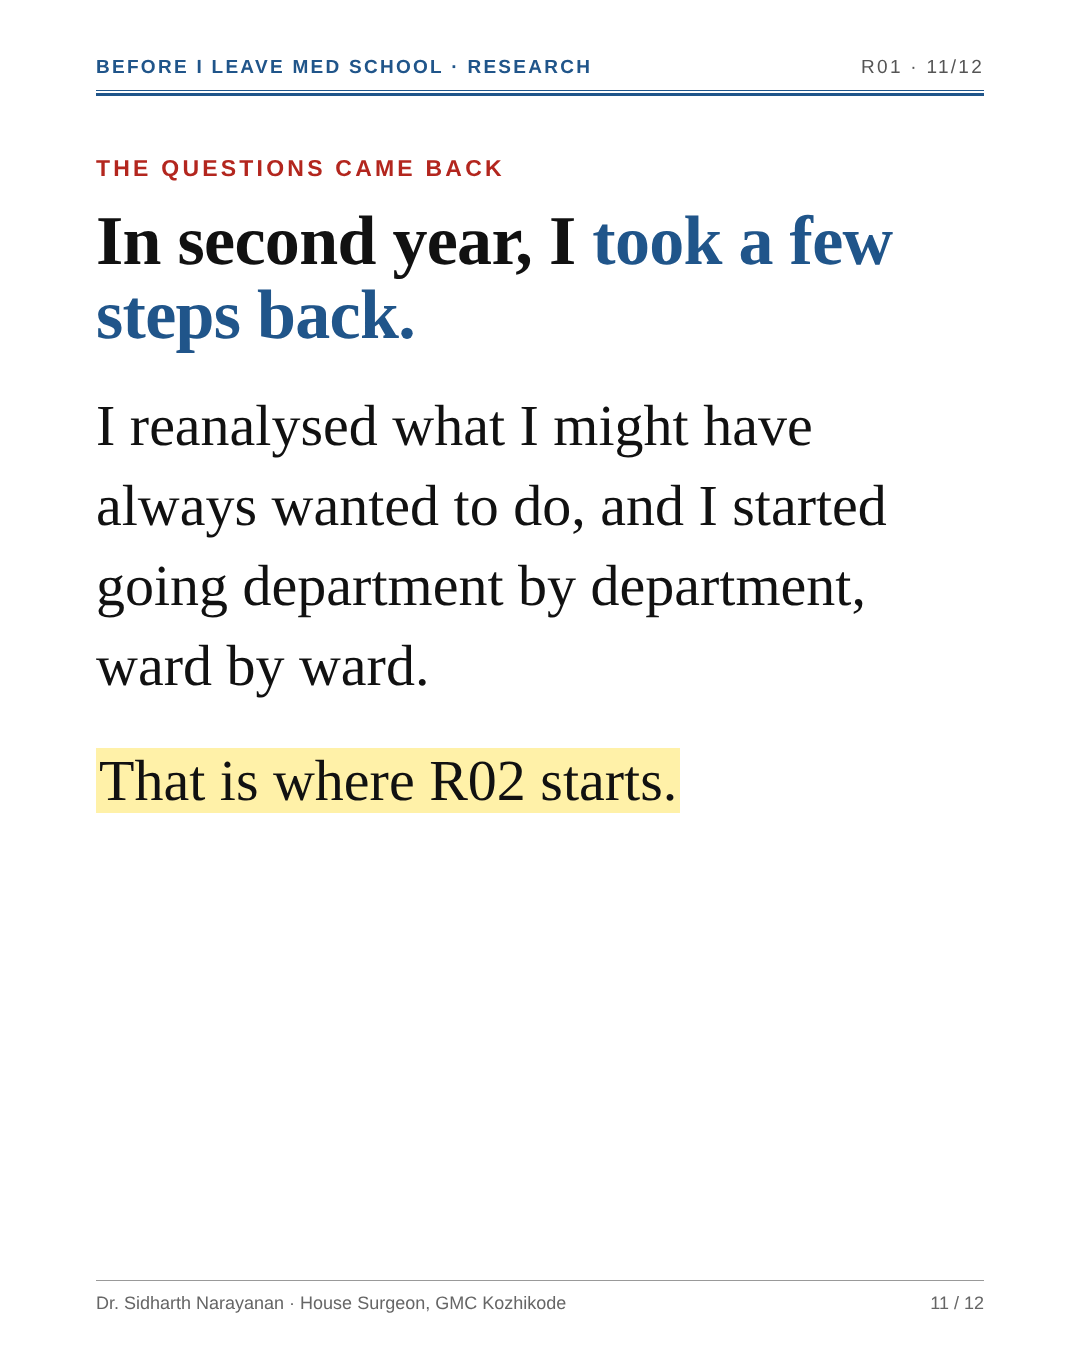 BEFORE I LEAVE MED SCHOOL · RESEARCH
R01 · 11/12
THE QUESTIONS CAME BACK
In second year, I took a few
steps back.
I reanalysed what I might have
always wanted to do, and I started
going department by department,
ward by ward.
That is where R02 starts.
Dr. Sidharth Narayanan · House Surgeon, GMC Kozhikode
11 / 12